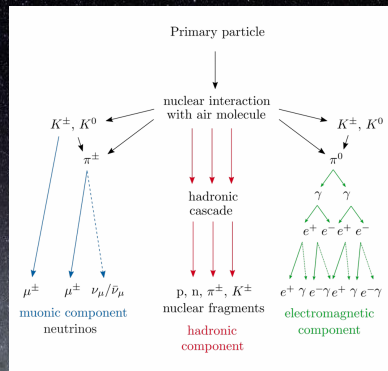 Primary particle
nuclear interaction
with air molecule
K±, K⁰
K±, K⁰
π±
π⁰
γ γ
hadronic
cascade
e⁺ e⁻ e⁺ e⁻
μ± μ± νμ/ν̄μ
p, n, π±, K±
e⁺ γ e⁻γ e⁺ γ e⁻γ
nuclear fragments
muonic component
neutrinos
hadronic
component
electromagnetic
component